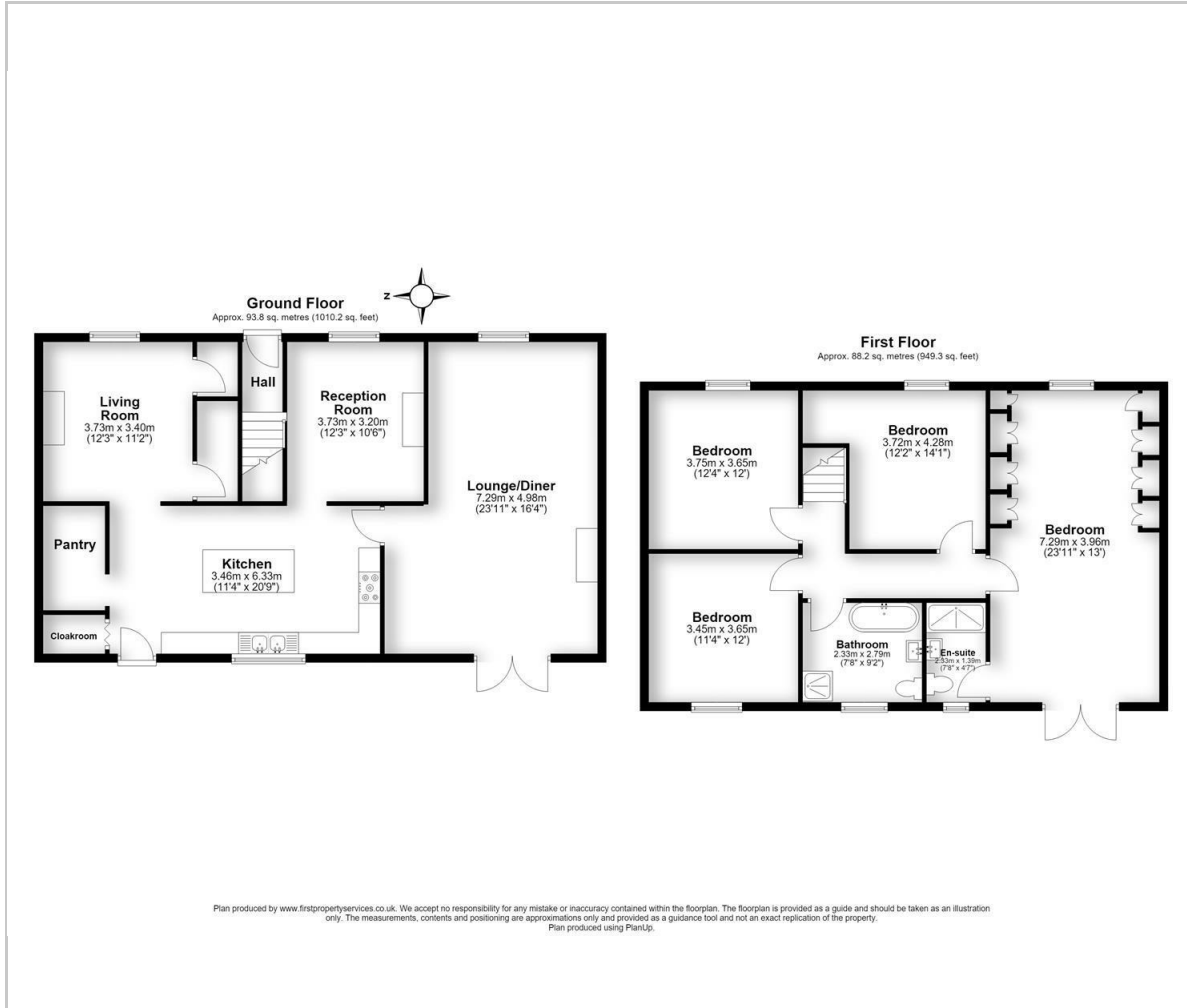 Ground Floor
Approx. 93.8 sq. metres (1010.2 sq. feet)
N
Living
Room
3.73m x 3.40m
(12'3" x 11'2")
Hall
Reception
Room
3.73m x 3.20m
(12'3" x 10'6")
Lounge/Diner
7.29m x 4.98m
(23'11" x 16'4")
Pantry
Kitchen
3.46m x 6.33m
(11'4" x 20'9")
Cloakroom
First Floor
Approx. 88.2 sq. metres (949.3 sq. feet)
Bedroom
3.75m x 3.65m
(12'4" x 12')
Bedroom
3.72m x 4.28m
(12'2" x 14'1")
Bedroom
7.29m x 3.96m
(23'11" x 13')
Bedroom
3.45m x 3.65m
(11'4" x 12')
Bathroom
2.33m x 2.79m
(7'8" x 9'2")
En-suite
2.33m x 1.39m
(7'8" x 4'7")
Plan produced by www.firstpropertyservices.co.uk. We accept no responsibility for any mistake or inaccuracy contained within the floorplan. The floorplan is provided as a guide and should be taken as an illustration
only. The measurements, contents and positioning are approximations only and provided as a guidance tool and not an exact replication of the property.
Plan produced using PlanUp.